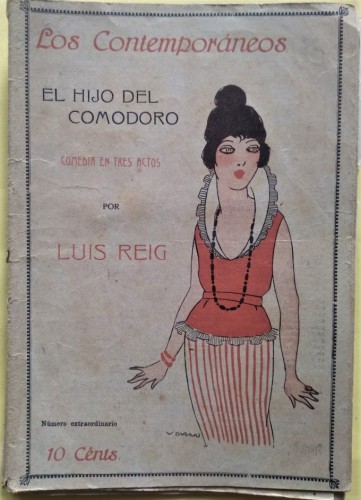 Los Contemporáneos
EL HIJO DEL
COMODORO
COMEDIA EN TRES ACTOS
POR
LUIS REIG
Número extraordinario
10 Cénts.